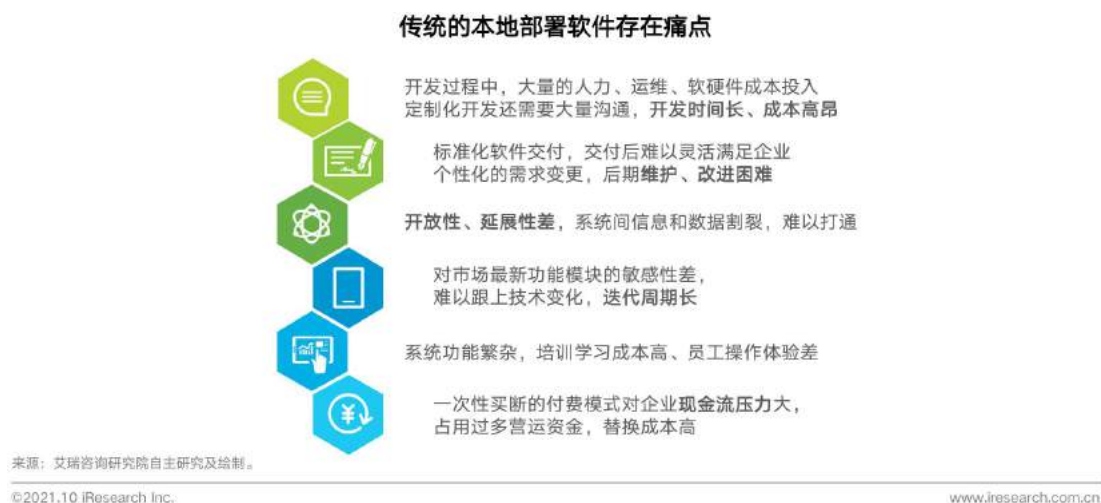 传统的本地部署软件存在痛点
开发过程中，大量的人力、运维、软硬件成本投入
定制化开发还需要大量沟通，开发时间长、成本高昂
标准化软件交付，交付后难以灵活满足企业
个性化的需求变更，后期维护、改进困难
开放性、延展性差，系统间信息和数据割裂，难以打通
对市场最新功能模块的敏感性差，
难以跟上技术变化，迭代周期长
系统功能繁杂，培训学习成本高、员工操作体验差
一次性买断的付费模式对企业现金流压力大，
占用过多营运资金，替换成本高
来源：艾瑞咨询研究院自主研究及绘制。
©2021.10 iResearch Inc.
www.iresearch.com.cn